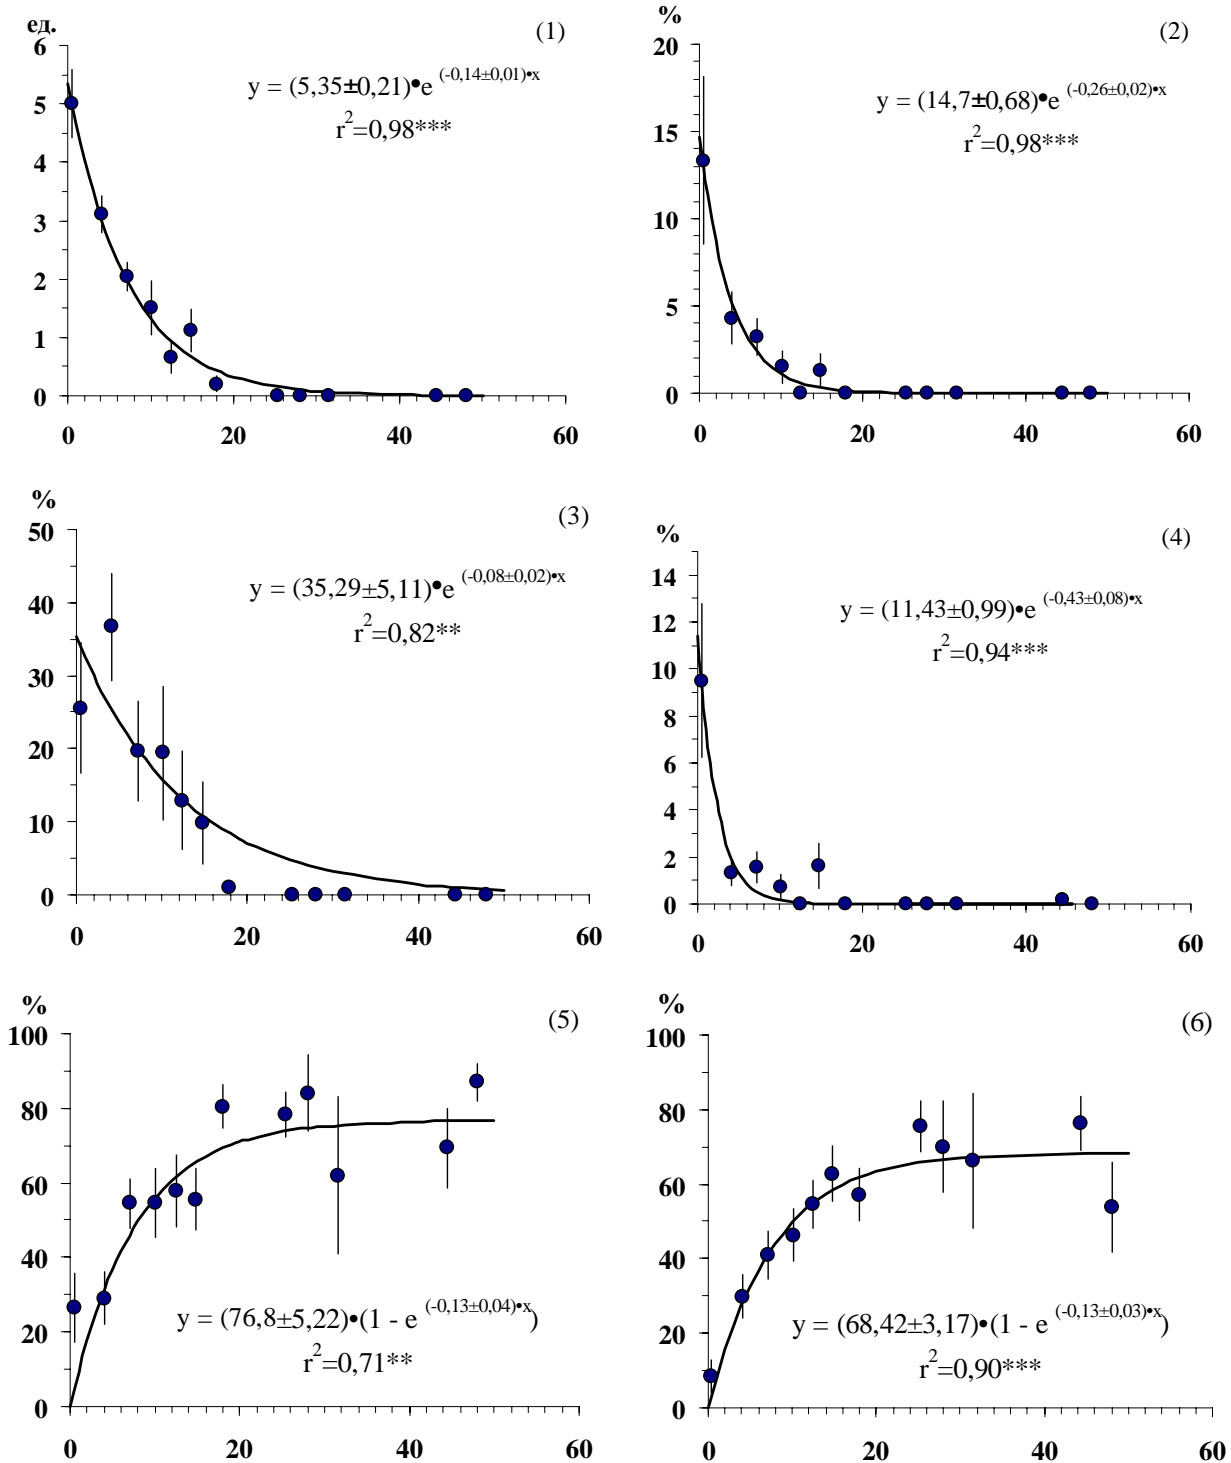 ед.
(1)
6
5
4
3
2
1
0
y = (5,35±0,21)•e (-0,14±0,01)•x
r2=0,98***
0 20 40 60
%
(2)
20
15
10
5
0
y = (14,7±0,68)•e (-0,26±0,02)•x
r2=0,98***
0 20 40 60
%
(3)
50
40
30
20
10
0
y = (35,29±5,11)•e (-0,08±0,02)•x
r2=0,82**
0 20 40 60
%
(4)
14
12
10
8
6
4
2
0
y = (11,43±0,99)•e (-0,43±0,08)•x
r2=0,94***
0 20 40 60
%
(5)
100
80
60
40
20
0
y = (76,8±5,22)•(1 - e (-0,13±0,04)•x)
r2=0,71**
0 20 40 60
%
(6)
100
80
60
40
20
0
y = (68,42±3,17)•(1 - e (-0,13±0,03)•x)
r2=0,90***
0 20 40 60